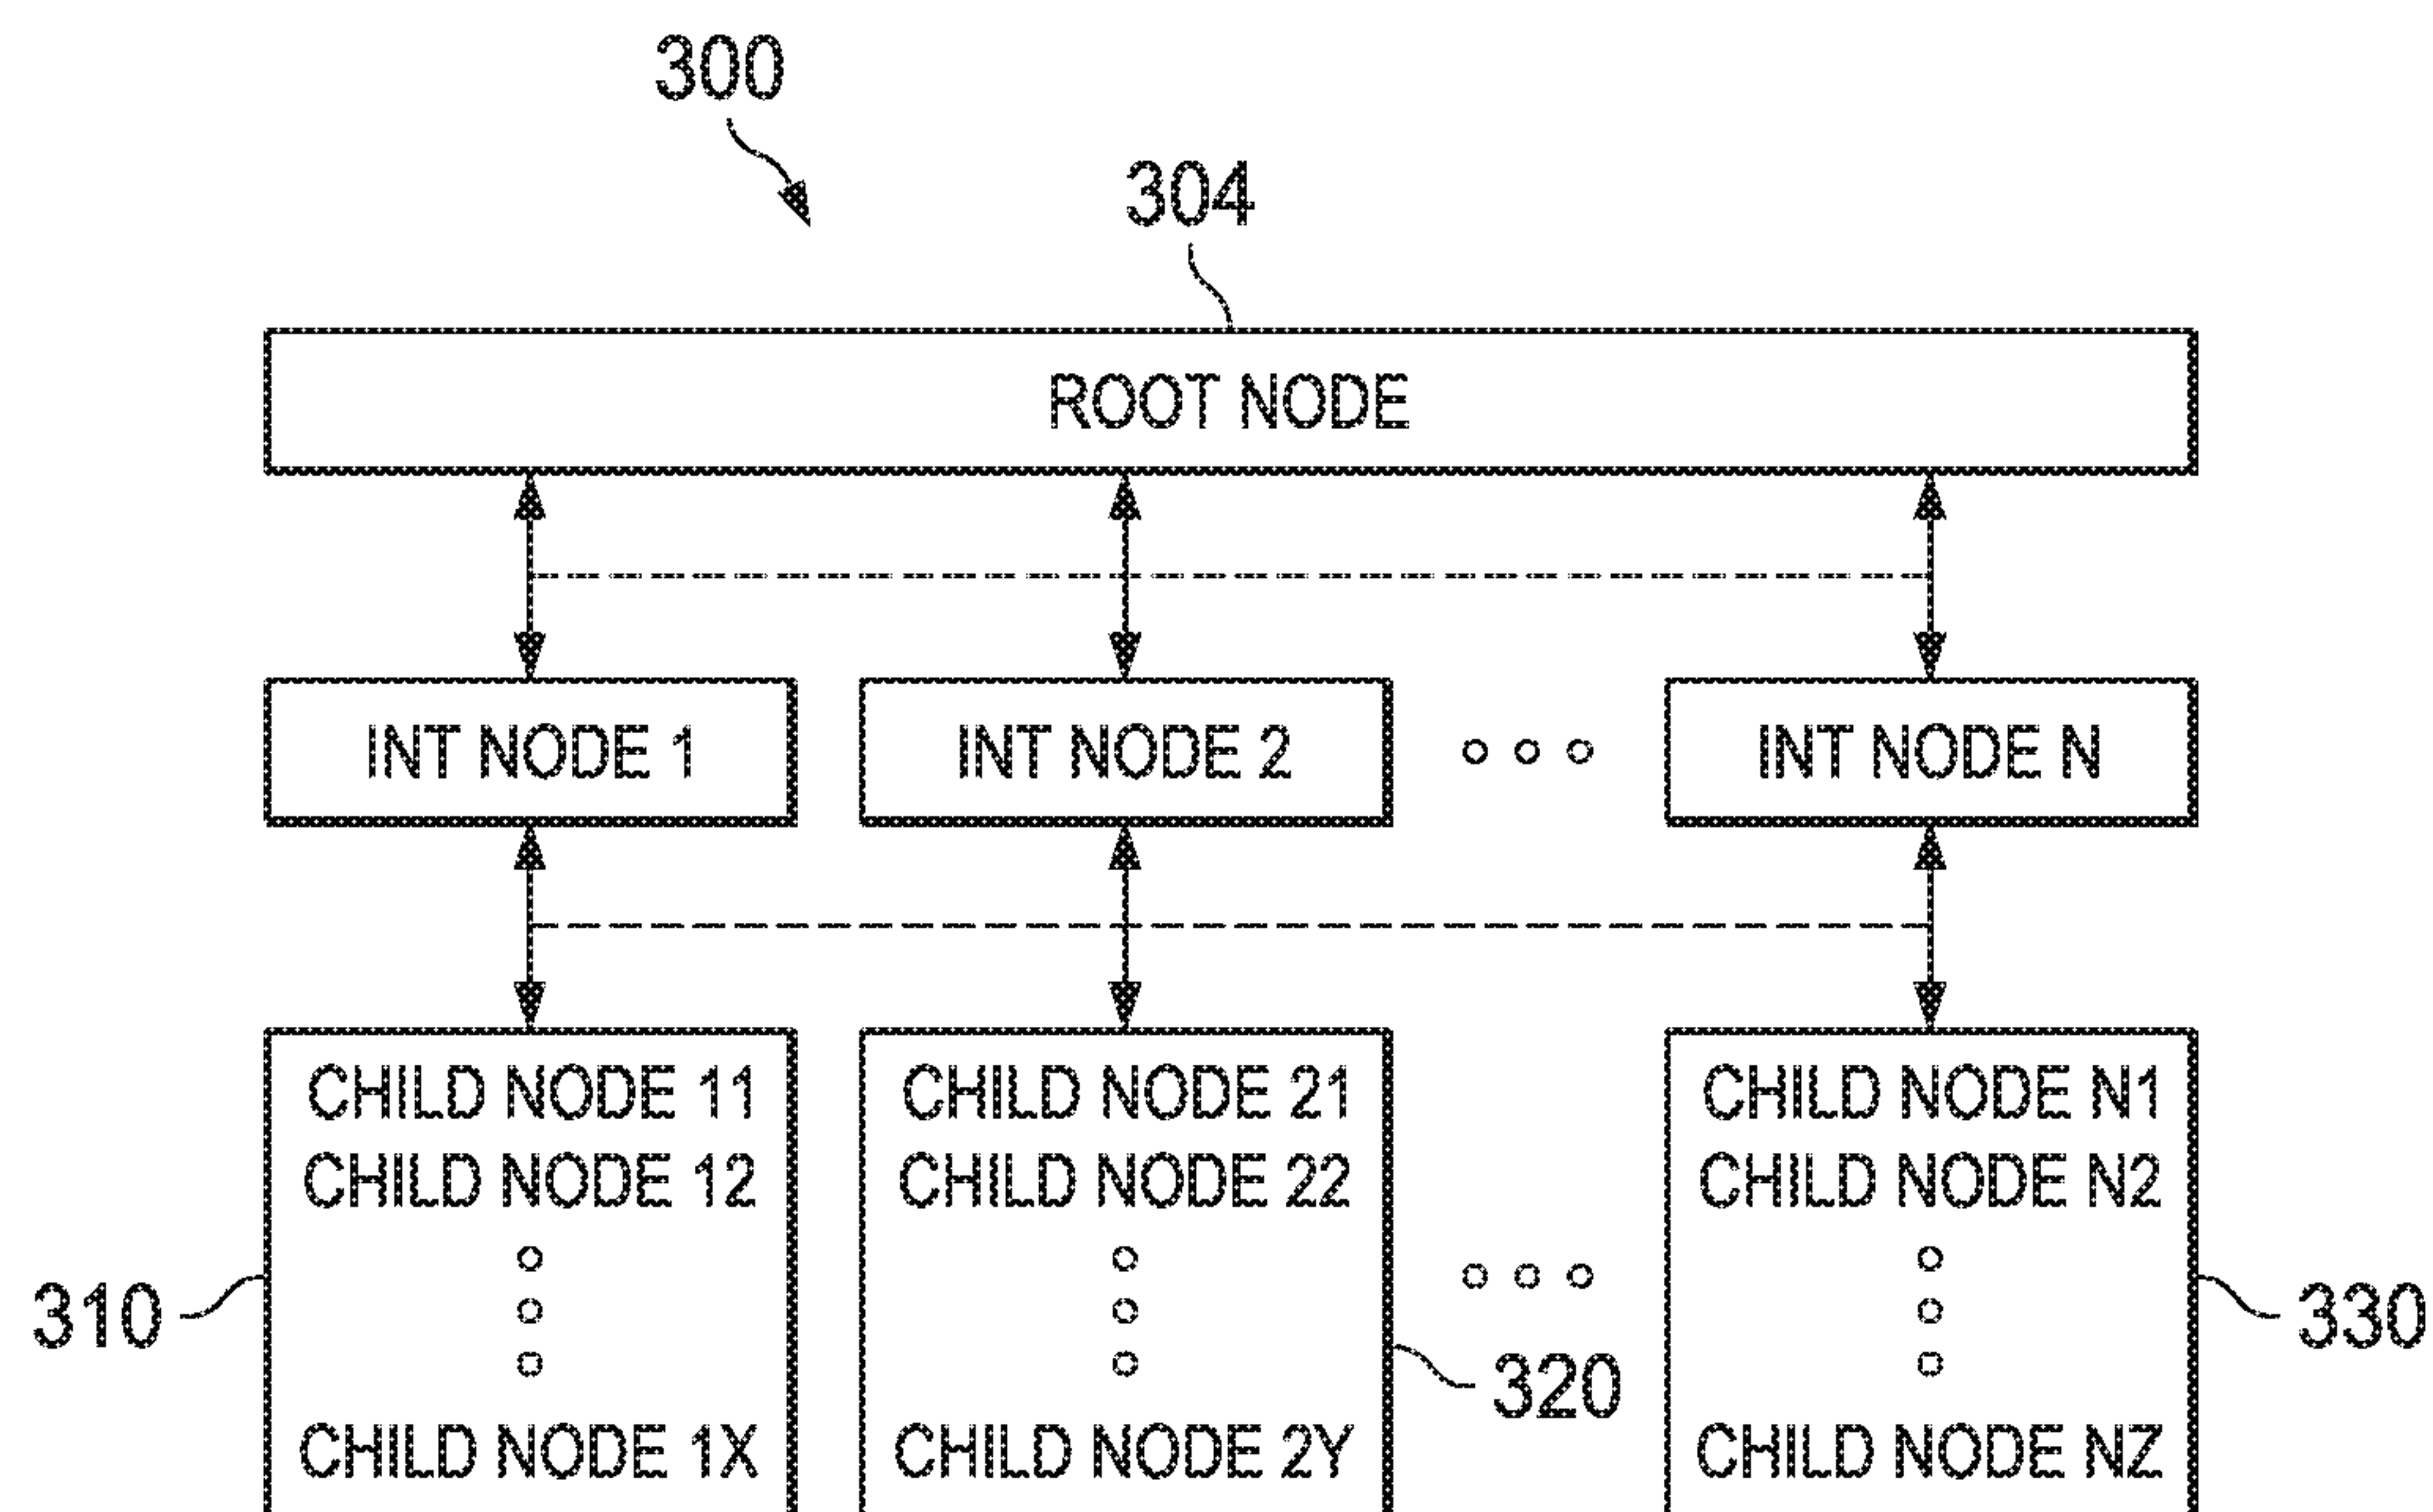 300
304
ROOT NODE
INT NODE 1
INT NODE 2
INT NODE N
CHILD NODE 11
CHILD NODE 12
CHILD NODE 1X
310
CHILD NODE 21
CHILD NODE 22
CHILD NODE 2Y
320
CHILD NODE N1
CHILD NODE N2
CHILD NODE NZ
330